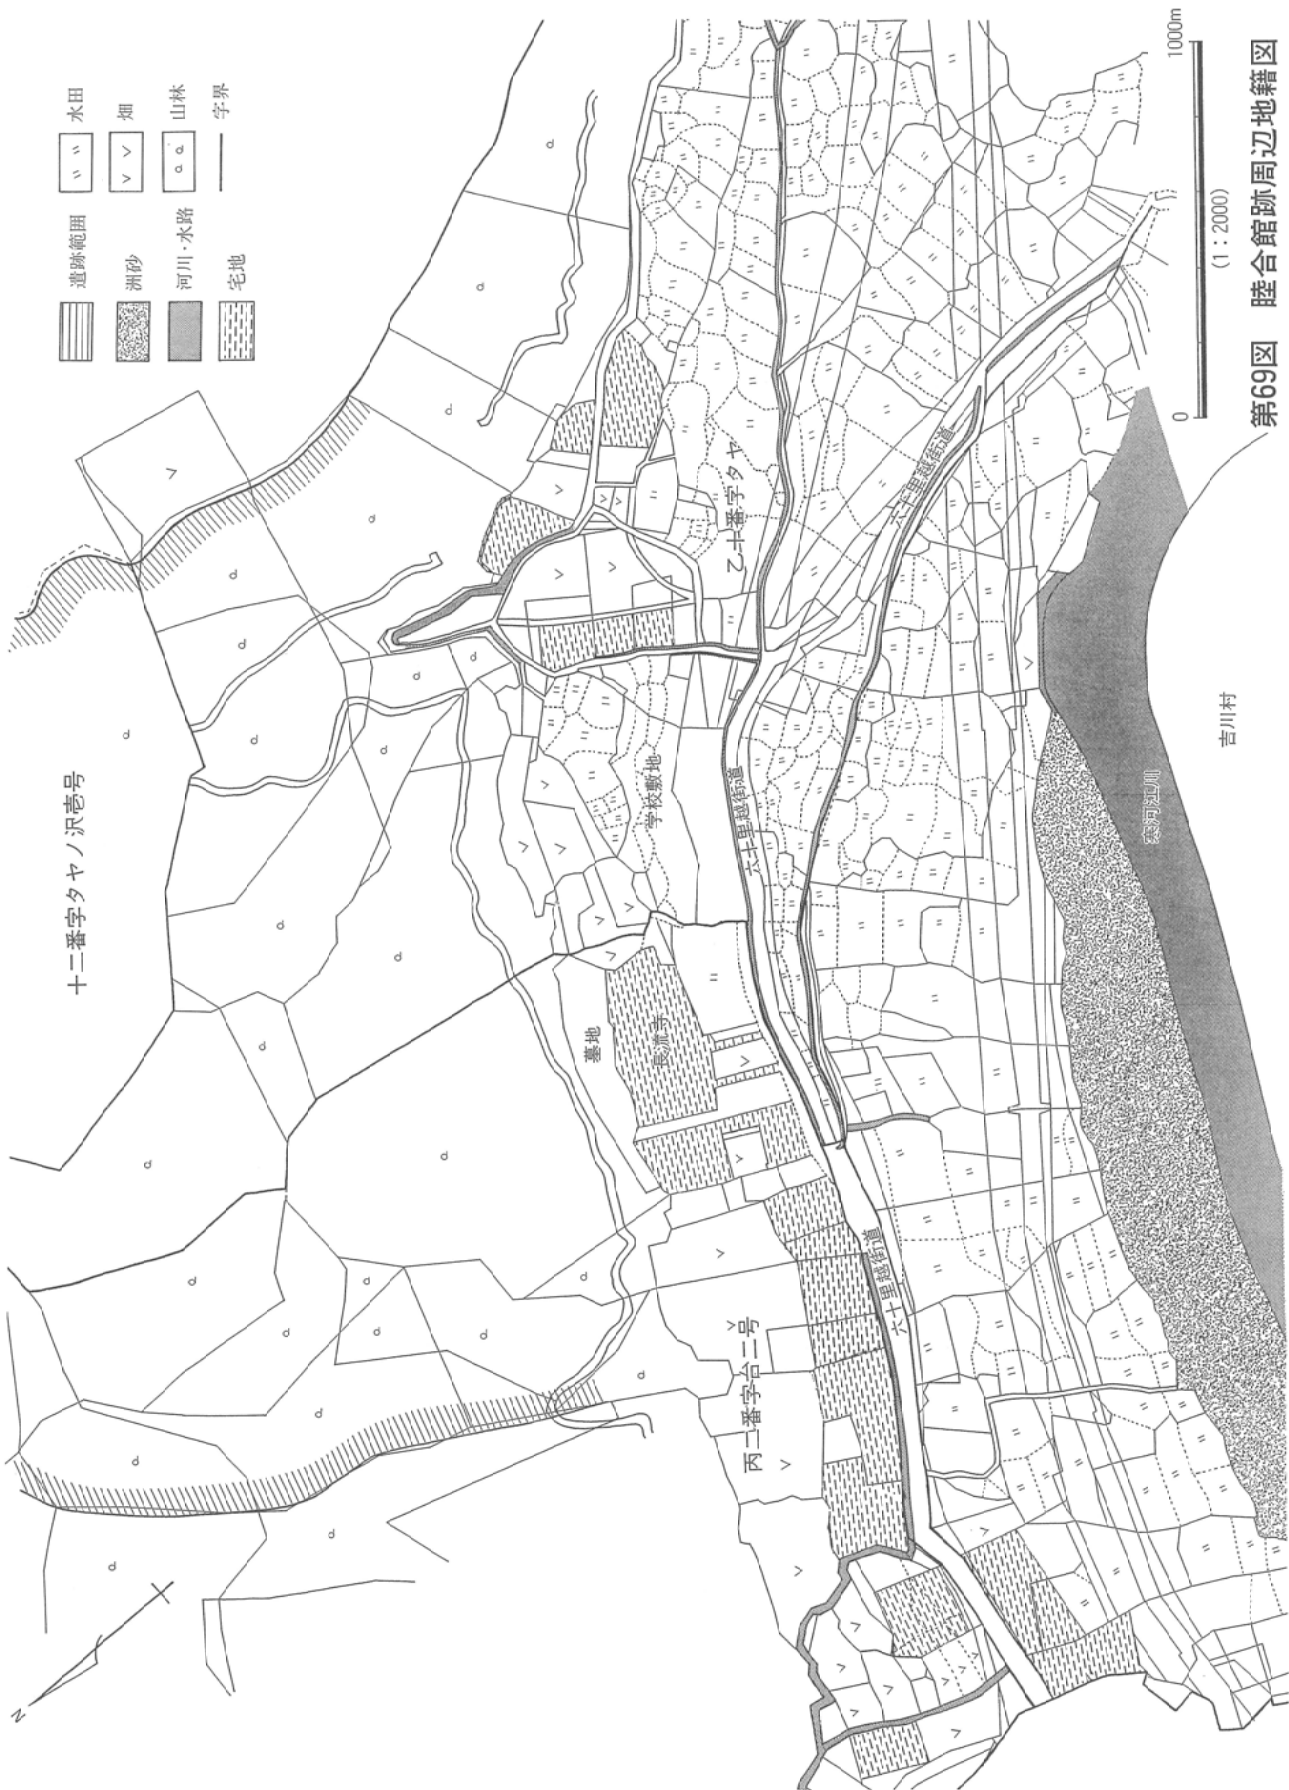 遺跡範囲
洲砂
河川・水路
宅地
水田
畑
山林
字界
N
十二番字タヤノ沢壱号
墓地
長流寺
学校敷地
乙十番字タヤ
丙二番字台二号
六十里越街道
六十里越街道
六十里越街道
寒河江川
吉川村
0
1000m
(1:2000)
第69図 睦合館跡周辺地籍図